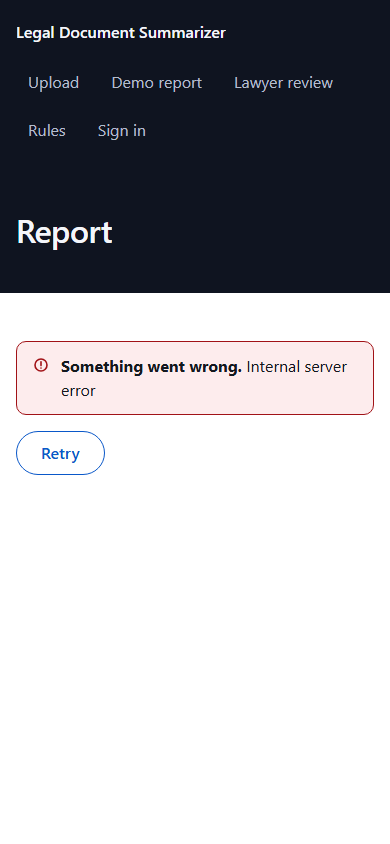 Legal Document Summarizer
Upload
Demo report
Lawyer review
Rules
Sign in
Report
Something went wrong. Internal server
error
Retry